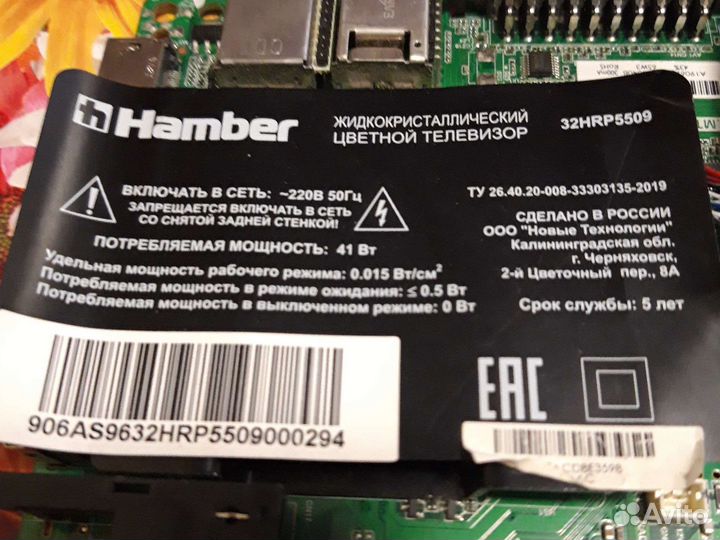 Hamber
ЖИДКОКРИСТАЛЛИЧЕСКИЙ
ЦВЕТНОЙ ТЕЛЕВИЗОР
32HRP5509
ВКЛЮЧАТЬ В СЕТЬ: ~220В 50Гц
ЗАПРЕЩАЕТСЯ ВКЛЮЧАТЬ В СЕТЬ
СО СНЯТОЙ ЗАДНЕЙ СТЕНКОЙ!
ПОТРЕБЛЯЕМАЯ МОЩНОСТЬ: 41 Вт
Удельная мощность рабочего режима: 0.015 Вт/см²
Потребляемая мощность в режиме ожидания: ≤ 0.5 Вт
Потребляемая мощность в выключенном режиме: 0 Вт
ТУ 26.40.20-008-33303135-2019
СДЕЛАНО В РОССИИ
ООО "Новые Технологии"
Калининградская обл.
г. Черняховск,
2-й Цветочный пер., 8А
Срок службы: 5 лет
906AS9632HRP5509000294
EAC
Avito